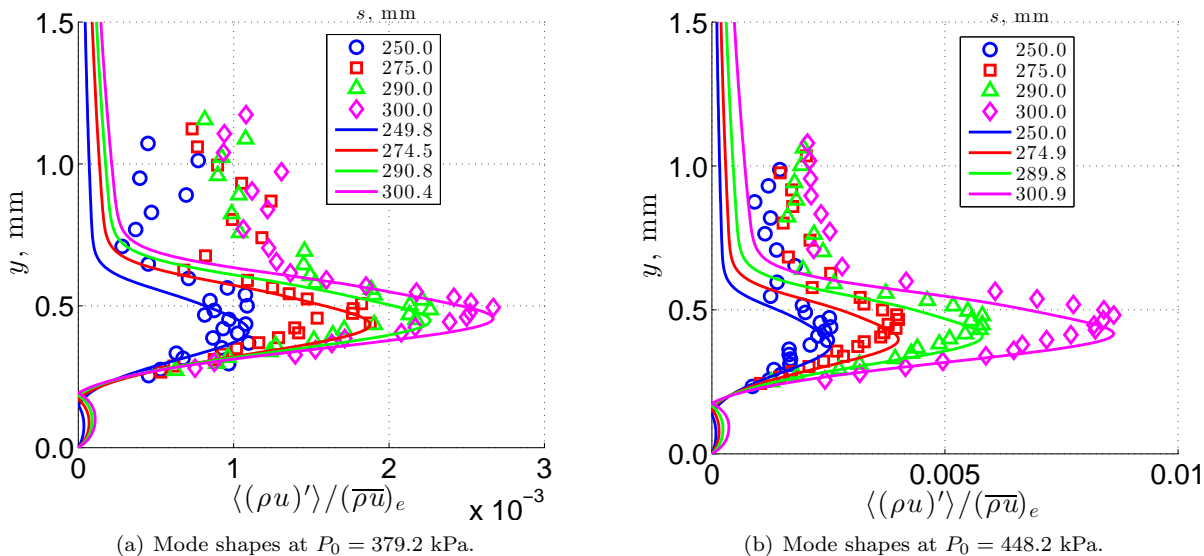 s, mm
250.0
275.0
290.0
300.0
249.8
274.5
290.8
300.4
1.5
1.0
0.5
0.0
y, mm
0 1 2 3
x 10⁻³
⟨(ρu)′⟩/(\overline{ρu})ₑ
(a) Mode shapes at P₀ = 379.2 kPa.
s, mm
250.0
275.0
290.0
300.0
250.0
274.9
289.8
300.9
1.5
1.0
0.5
0.0
y, mm
0 0.005 0.01
⟨(ρu)′⟩/(\overline{ρu})ₑ
(b) Mode shapes at P₀ = 448.2 kPa.